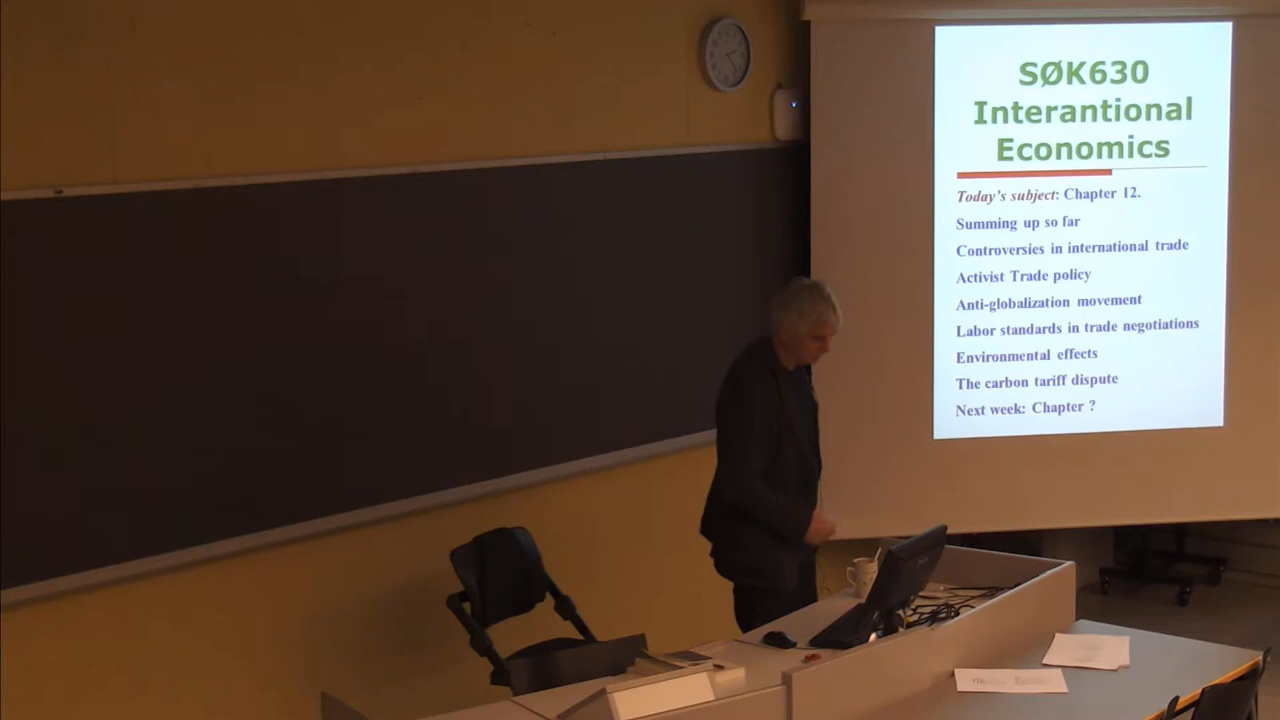 SØK630
Interantional
Economics
Today's subject: Chapter 12.
Summing up so far
Controversies in international trade
Activist Trade policy
Anti-globalization movement
Labor standards in trade negotiations
Environmental effects
The carbon tariff dispute
Next week: Chapter ?